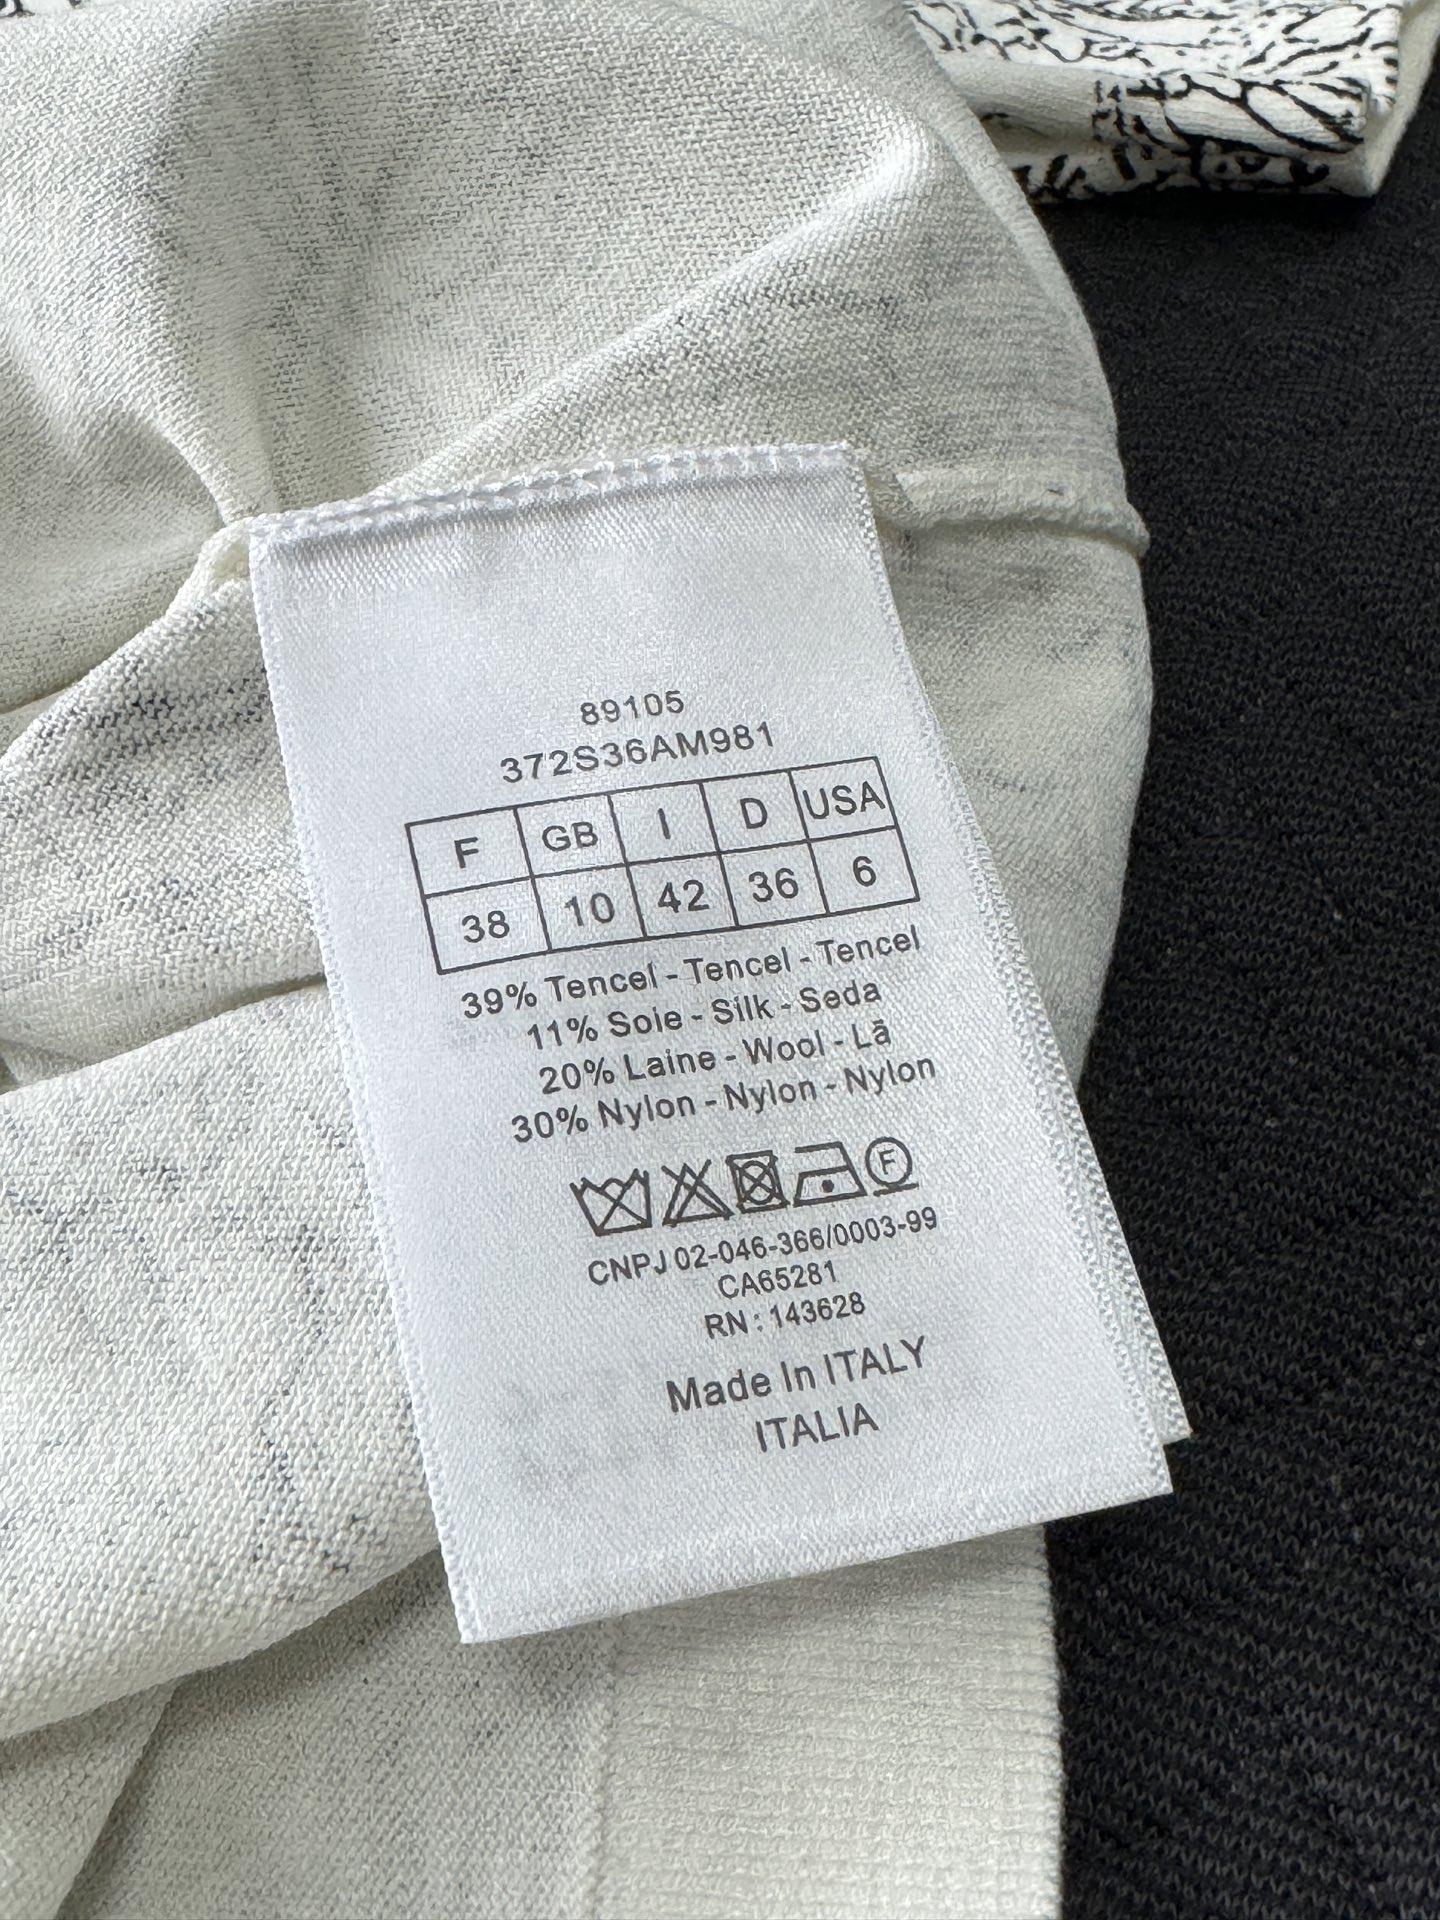 89105
372S36AM981
F GB I D USA
38 10 42 36 6
39% Tencel - Tencel - Tencel
11% Soie - Silk - Seda
20% Laine - Wool - Lã
30% Nylon - Nylon - Nylon
F
CNPJ 02-046-366/0003-99
CA65281
RN : 143628
Made In ITALY
ITALIA